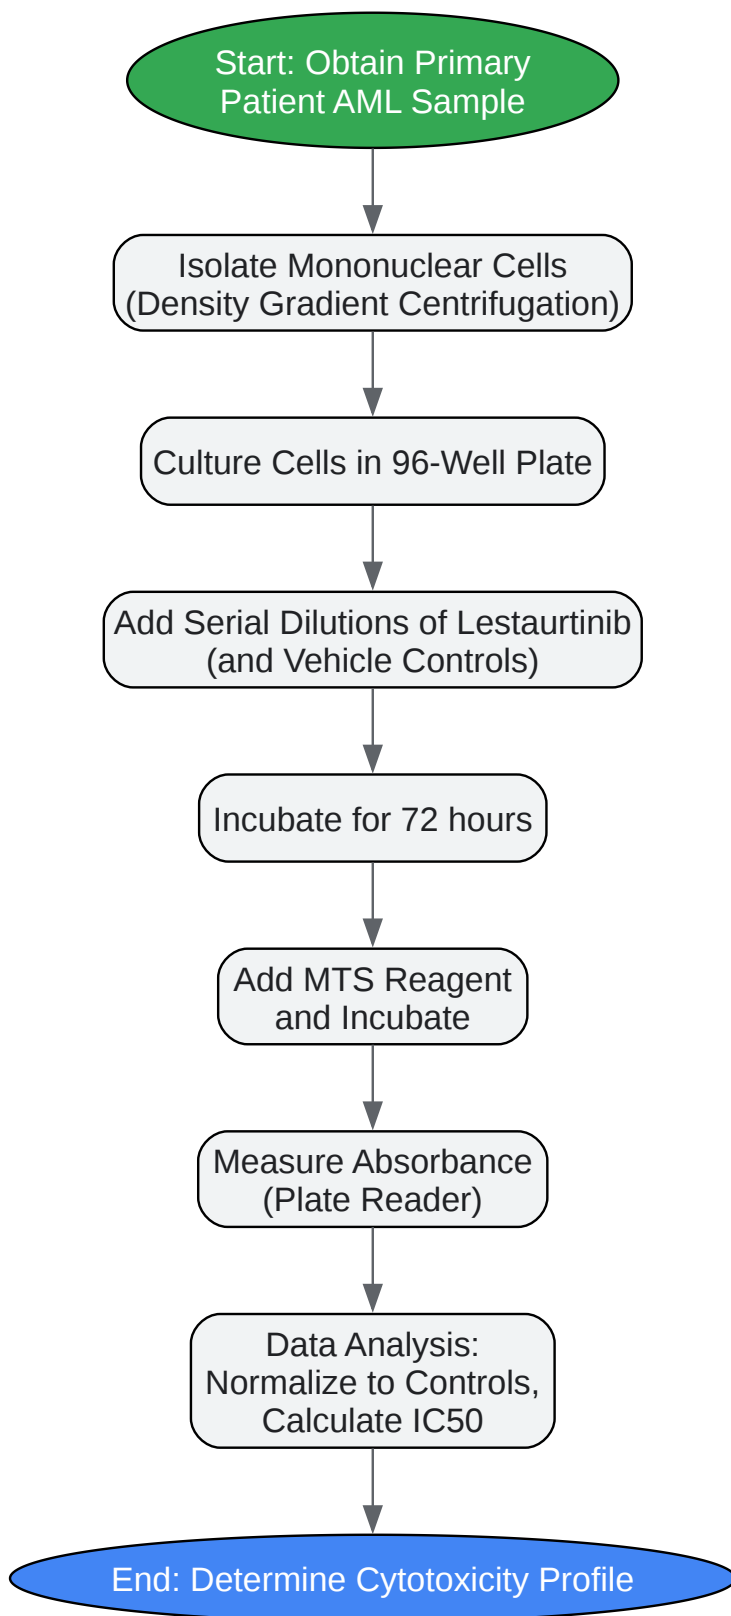 Start: Obtain Primary
Patient AML Sample
Isolate Mononuclear Cells
(Density Gradient Centrifugation)
Culture Cells in 96-Well Plate
Add Serial Dilutions of Lestaurtinib
(and Vehicle Controls)
Incubate for 72 hours
Add MTS Reagent
and Incubate
Measure Absorbance
(Plate Reader)
Data Analysis:
Normalize to Controls,
Calculate IC50
End: Determine Cytotoxicity Profile